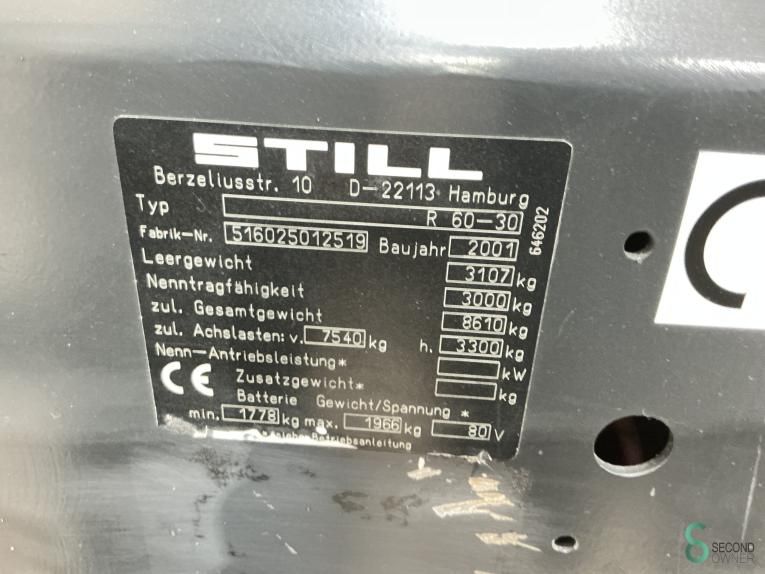 STILL
Berzeliusstr. 10 D-22113 Hamburg
Typ R 60-30
Fabrik-Nr. 516025012519 Baujahr 2001
Leergewicht 3107 kg
Nenntragfähigkeit 3000 kg
zul. Gesamtgewicht 8610 kg
zul. Achslasten: v. 7540 kg h. 3300 kg
Nenn-Antriebsleistung* kW
Zusatzgewicht* kg
CE
Batterie Gewicht/Spannung *
min. 1778 kg max. 1966 kg 80 V
*siehe Betriebsanleitung
646202
SECOND
OWNER